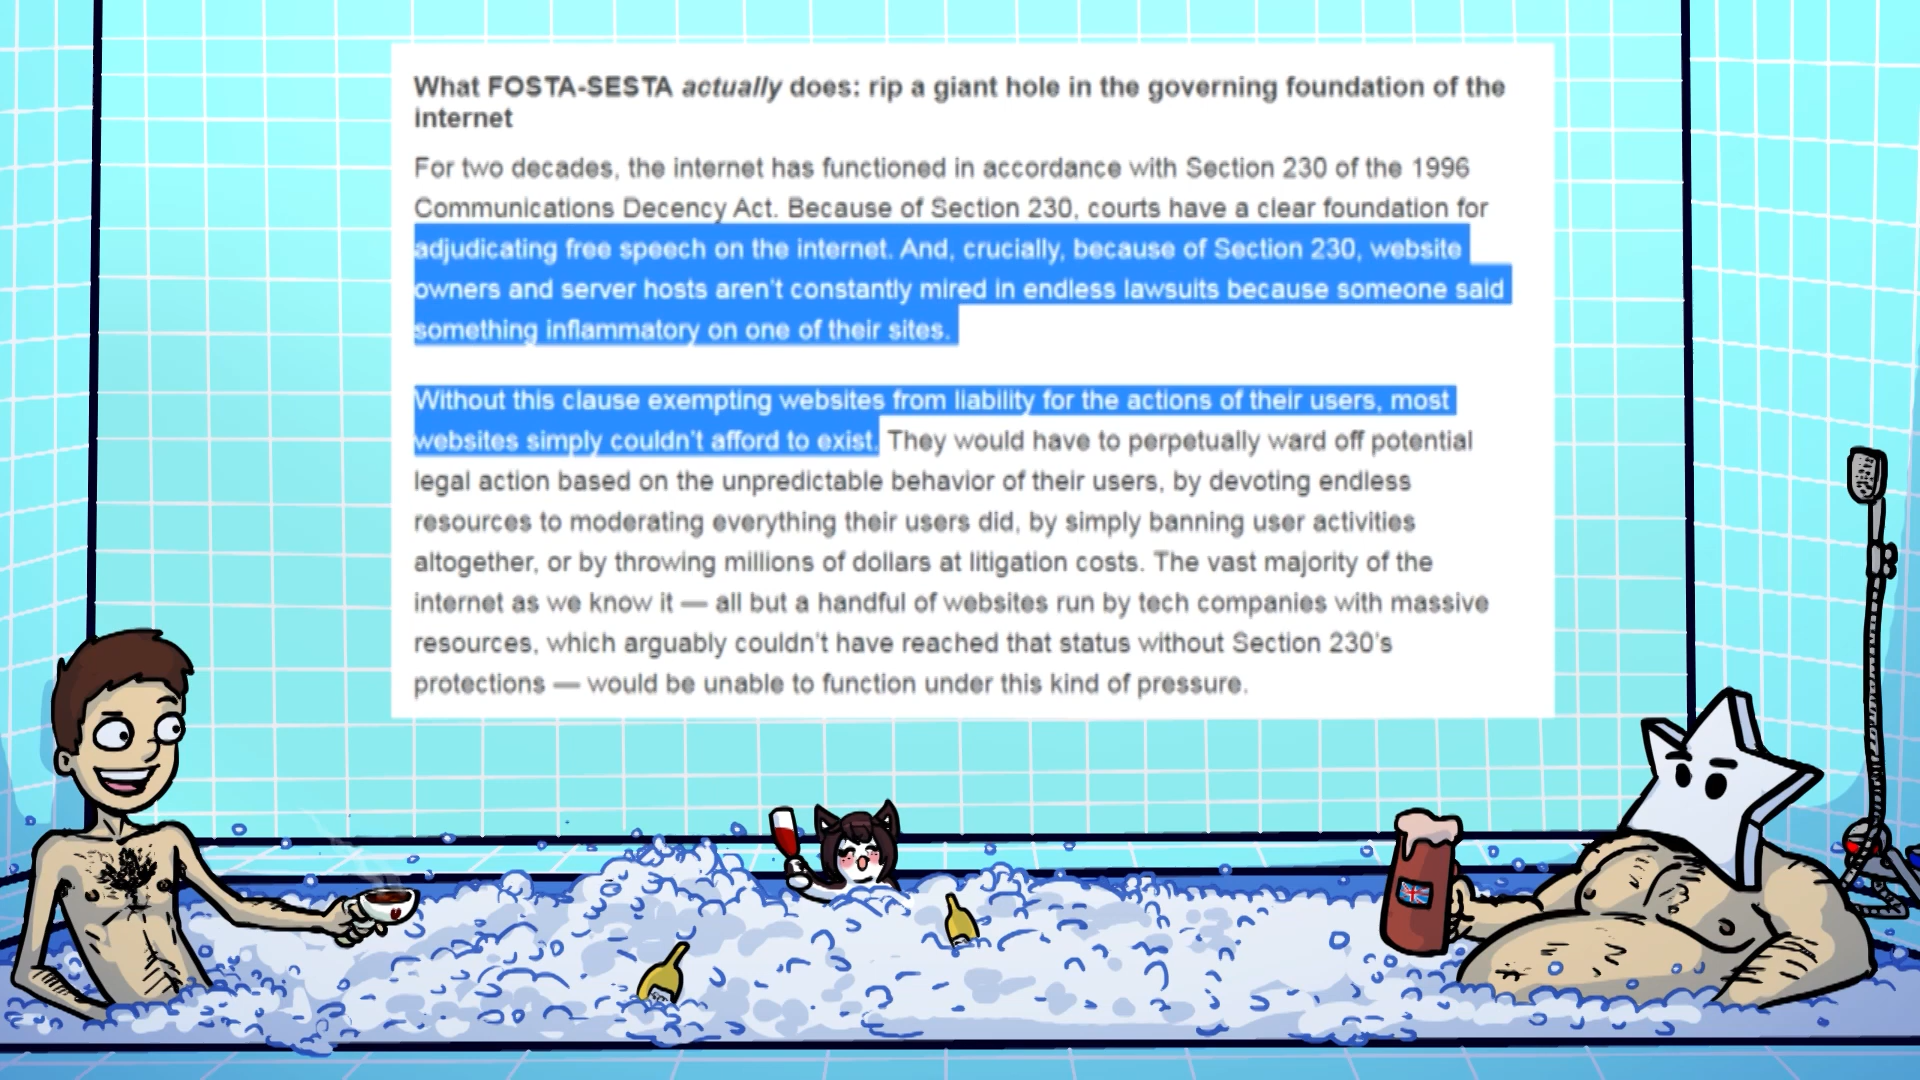 What FOSTA-SESTA actually does: rip a giant hole in the governing foundation of the
internet
For two decades, the internet has functioned in accordance with Section 230 of the 1996
Communications Decency Act. Because of Section 230, courts have a clear foundation for
adjudicating free speech on the internet. And, crucially, because of Section 230, website
owners and server hosts aren't constantly mired in endless lawsuits because someone said
something inflammatory on one of their sites.
Without this clause exempting websites from liability for the actions of their users, most
websites simply couldn't afford to exist. They would have to perpetually ward off potential
legal action based on the unpredictable behavior of their users, by devoting endless
resources to moderating everything their users did, by simply banning user activities
altogether, or by throwing millions of dollars at litigation costs. The vast majority of the
internet as we know it — all but a handful of websites run by tech companies with massive
resources, which arguably couldn't have reached that status without Section 230's
protections — would be unable to function under this kind of pressure.